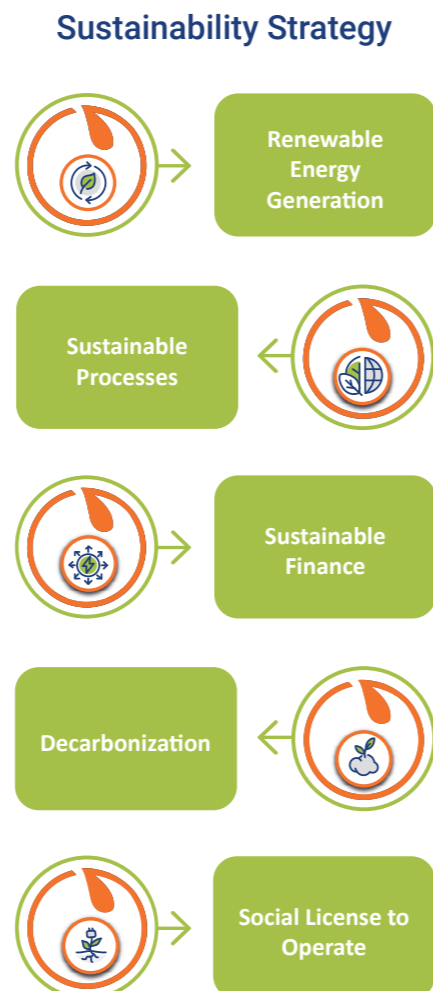 Sustainability Strategy
Renewable
Energy
Generation
Sustainable
Processes
Sustainable
Finance
Decarbonization
Social License to
Operate